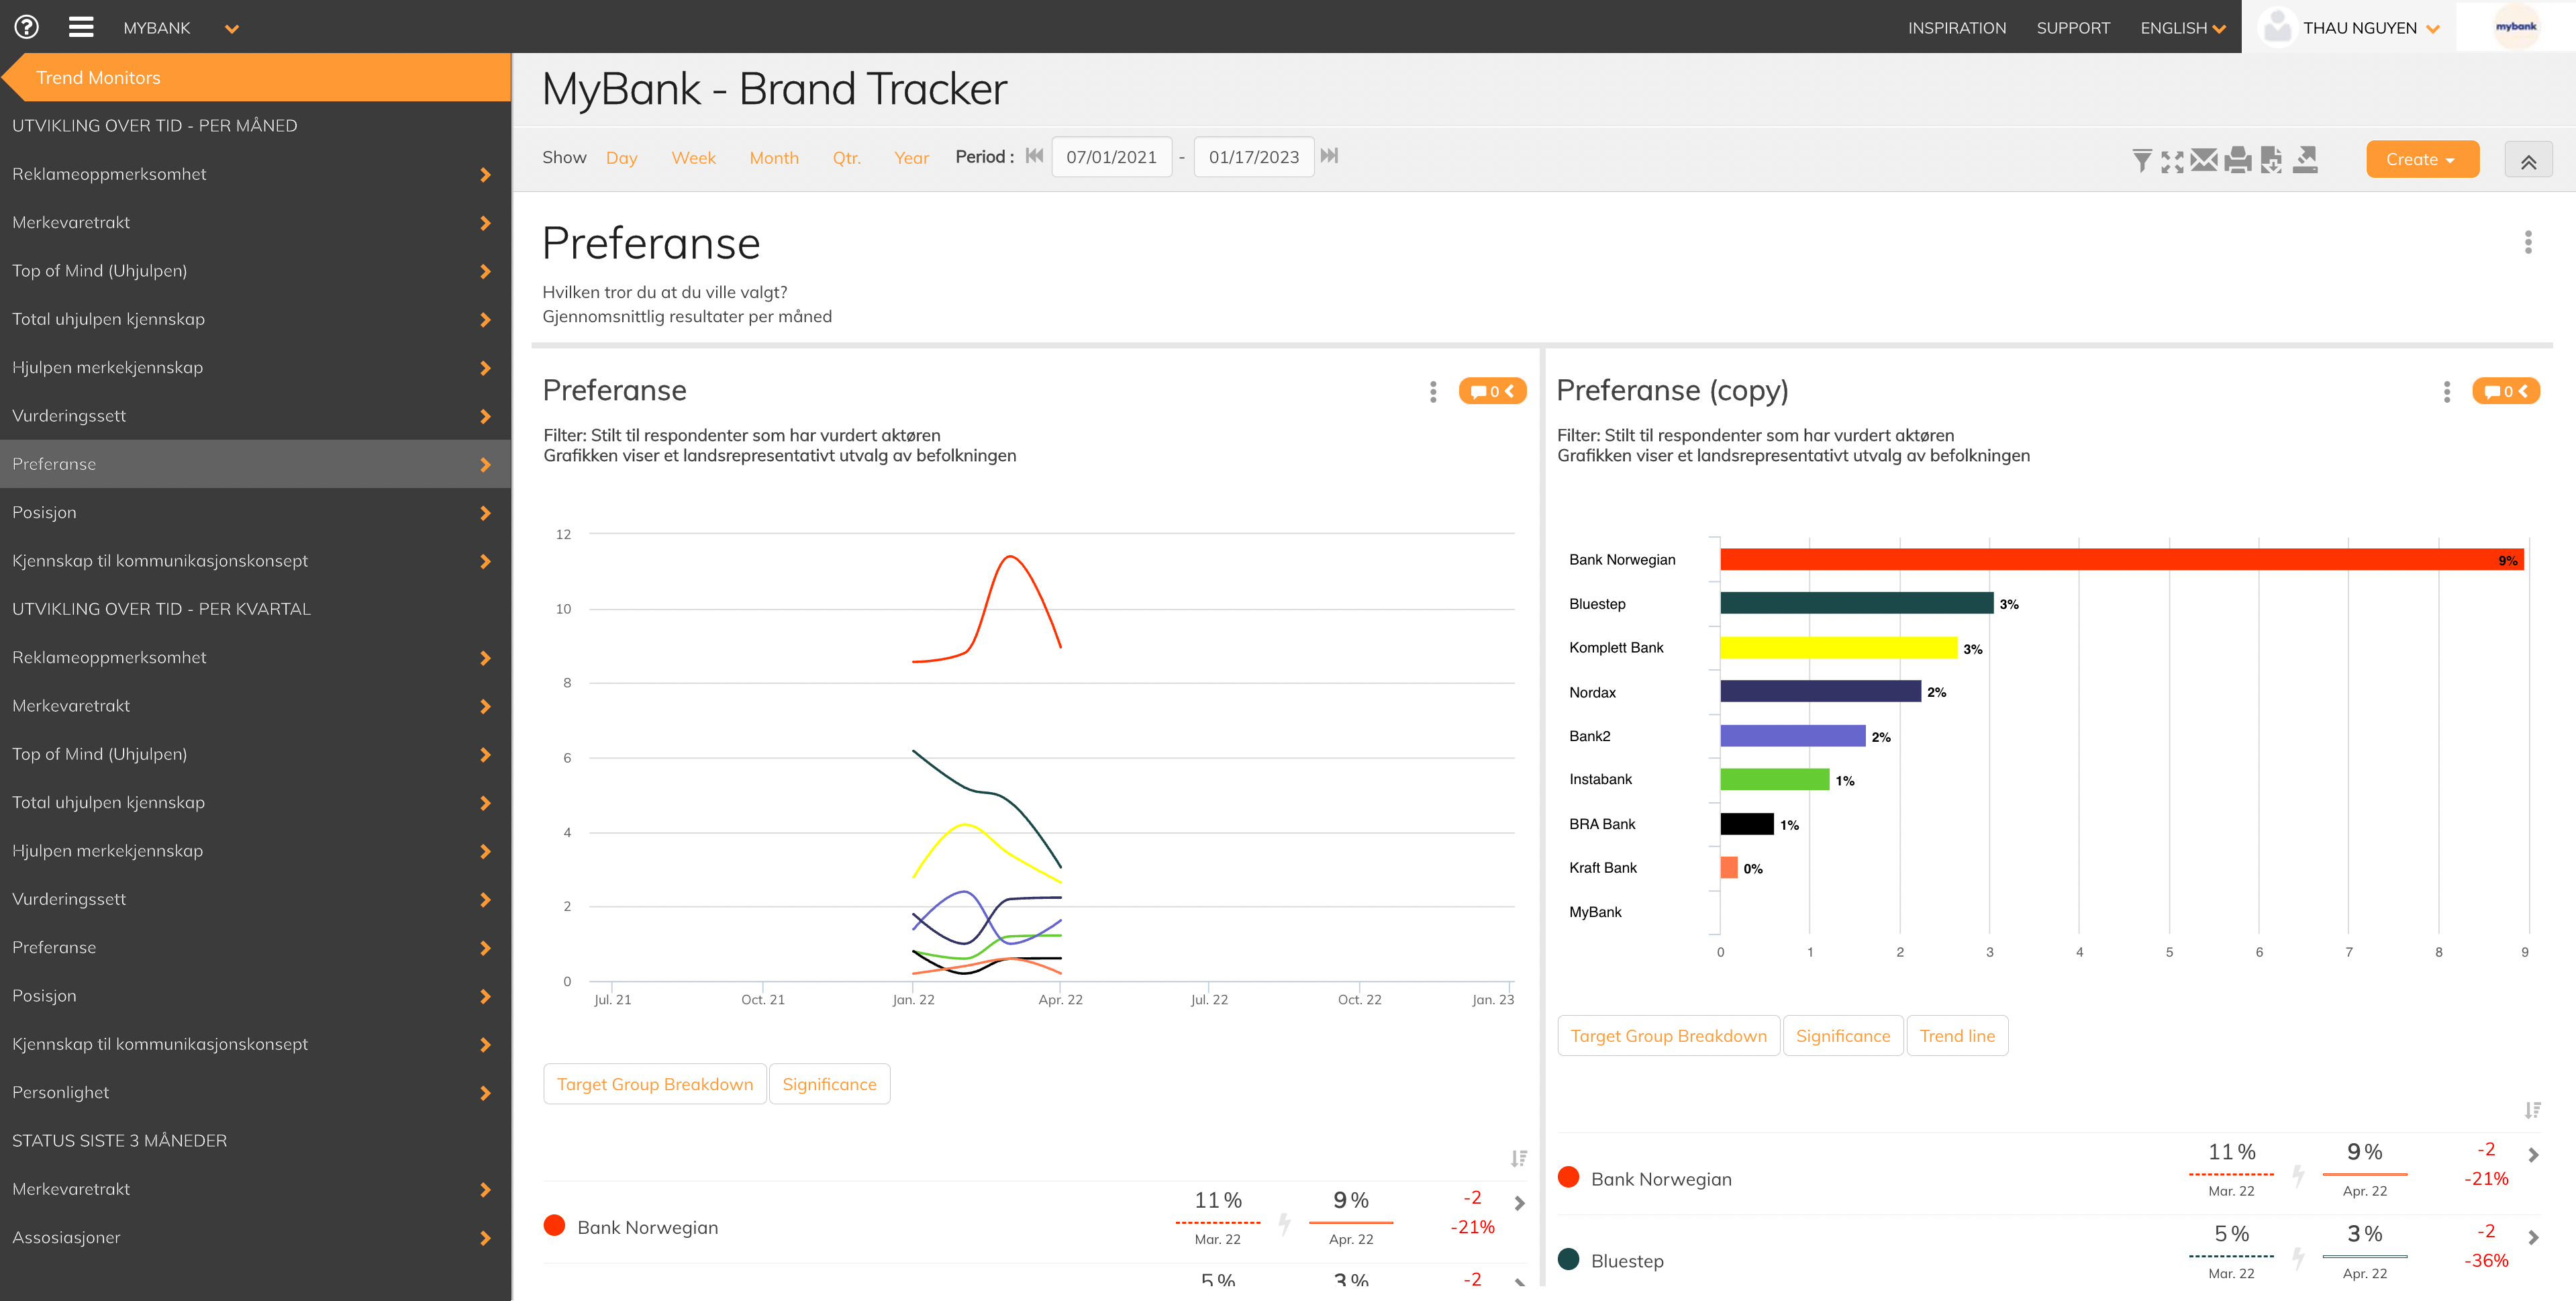 MYBANK
INSPIRATION SUPPORT ENGLISH THAU NGUYEN mybank
Trend Monitors
UTVIKLING OVER TID - PER MÅNED
Reklameoppmerksomhet
Merkevaretrakt
Top of Mind (Uhjulpen)
Total uhjulpen kjennskap
Hjulpen merkekjennskap
Vurderingssett
Preferanse
Posisjon
Kjennskap til kommunikasjonskonsept
UTVIKLING OVER TID - PER KVARTAL
Reklameoppmerksomhet
Merkevaretrakt
Top of Mind (Uhjulpen)
Total uhjulpen kjennskap
Hjulpen merkekjennskap
Vurderingssett
Preferanse
Posisjon
Kjennskap til kommunikasjonskonsept
Personlighet
STATUS SISTE 3 MÅNEDER
Merkevaretrakt
Assosiasjoner
MyBank - Brand Tracker
Show Day Week Month Qtr. Year Period : 07/01/2021 - 01/17/2023
Create
Preferanse
Hvilken tror du at du ville valgt?
Gjennomsnittlig resultater per måned
Preferanse
0
Filter: Stilt til respondenter som har vurdert aktøren
Grafikken viser et landsrepresentativt utvalg av befolkningen
12
10
8
6
4
2
0
Jul. 21 Oct. 21 Jan. 22 Apr. 22 Jul. 22 Oct. 22 Jan. 23
Target Group Breakdown Significance
Bank Norwegian
11 %
Mar. 22
9 %
Apr. 22
-2
-21%
5 % 3 % -2
Preferanse (copy)
0
Filter: Stilt til respondenter som har vurdert aktøren
Grafikken viser et landsrepresentativt utvalg av befolkningen
Bank Norwegian 9%
Bluestep 3%
Komplett Bank 3%
Nordax 2%
Bank2 2%
Instabank 1%
BRA Bank 1%
Kraft Bank 0%
MyBank
0 1 2 3 4 5 6 7 8 9
Target Group Breakdown Significance Trend line
Bank Norwegian
11 %
Mar. 22
9 %
Apr. 22
-2
-21%
Bluestep
5 %
Mar. 22
3 %
Apr. 22
-2
-36%